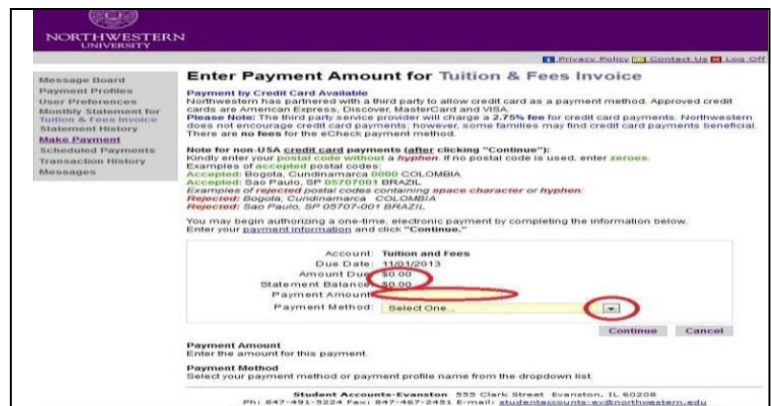 NORTHWESTERN
UNIVERSITY
Privacy Policy Contact Us Log Off
Message Board
Payment Profiles
User Preferences
Monthly Statement for
Tuition & Fees Invoice
Statement History
Make Payment
Scheduled Payments
Transaction History
Messages
Enter Payment Amount for Tuition & Fees Invoice
Payment by Credit Card Available
Northwestern has partnered with a third party to allow credit card as a payment method. Approved credit
cards are American Express, Discover, MasterCard and VISA.
Please Note: The third party service provider will charge a 2.75% fee for credit card payments. Northwestern
does not encourage credit card payments, however, some families may find credit card payments beneficial.
There are no fees for the eCheck payment method.
Note for non-USA credit card payments (after clicking "Continue"):
Kindly enter your postal code without a hyphen. If no postal code is used, enter zeroes.
Examples of accepted postal codes:
Accepted: Bogota, Cundinamarca 0000 COLOMBIA
Accepted: Sao Paulo, SP 05707001 BRAZIL
Examples of rejected postal codes containing space character or hyphen:
Rejected: Bogota, Cundinamarca COLOMBIA
Rejected: Sao Paulo, SP 05707-001 BRAZIL
You may begin authorizing a one-time, electronic payment by completing the information below.
Enter your payment information and click "Continue."
Account: Tuition and Fees
Due Date: 11/01/2013
Amount Due: $0.00
Statement Balance: $0.00
Payment Amount:
Payment Method: Select One...
Continue Cancel
Payment Amount
Enter the amount for this payment.
Payment Method
Select your payment method or payment profile name from the dropdown list.
Student Accounts-Evanston 555 Clark Street Evanston, IL 60208
Ph: 847-491-5224 Fax: 847-467-2451 E-mail: studentaccounts-ev@northwestern.edu